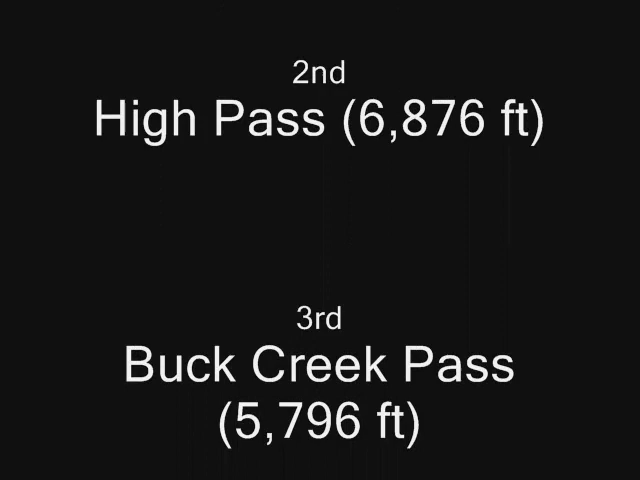 2nd
High Pass (6,876 ft)
3rd
Buck Creek Pass
(5,796 ft)